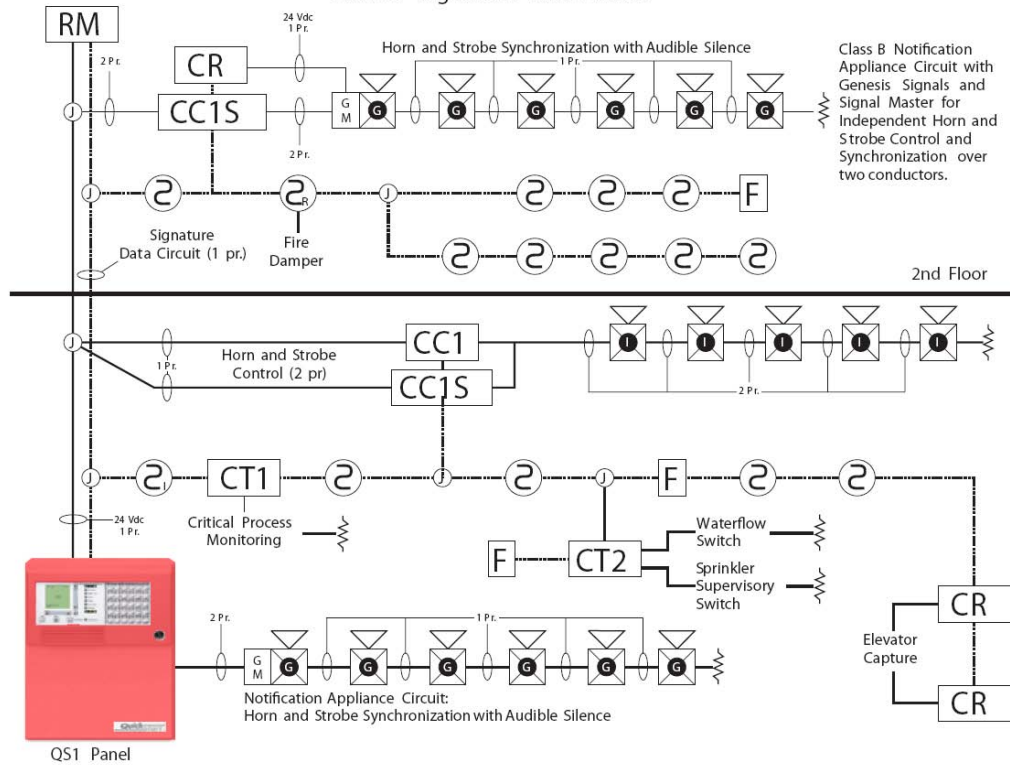 RM
24 Vdc
1 Pr.
Horn and Strobe Synchronization with Audible Silence
1 Pr.
Class B Notification
Appliance Circuit with
Genesis Signals and
Signal Master for
Independent Horn and
Strobe Control and
Synchronization over
two conductors.
2 Pr.
CR
J
CC1S
G
M
G
G
G
G
G
G
2 Pr.
J
R
J
F
Signature
Data Circuit (1 pr.)
Fire
Damper
2nd Floor
J
CC1
I
I
I
I
I
1 Pr.
Horn and Strobe
Control (2 pr)
CC1S
2 Pr.
J
I
CT1
J
J
F
24 Vdc
1 Pr.
Critical Process
Monitoring
Waterflow
Switch
F
CT2
Sprinkler
Supervisory
Switch
CR
Elevator
Capture
CR
2 Pr.
1 Pr.
G
M
G
G
G
G
G
G
Notification Appliance Circuit:
Horn and Strobe Synchronization with Audible Silence
QS1 Panel